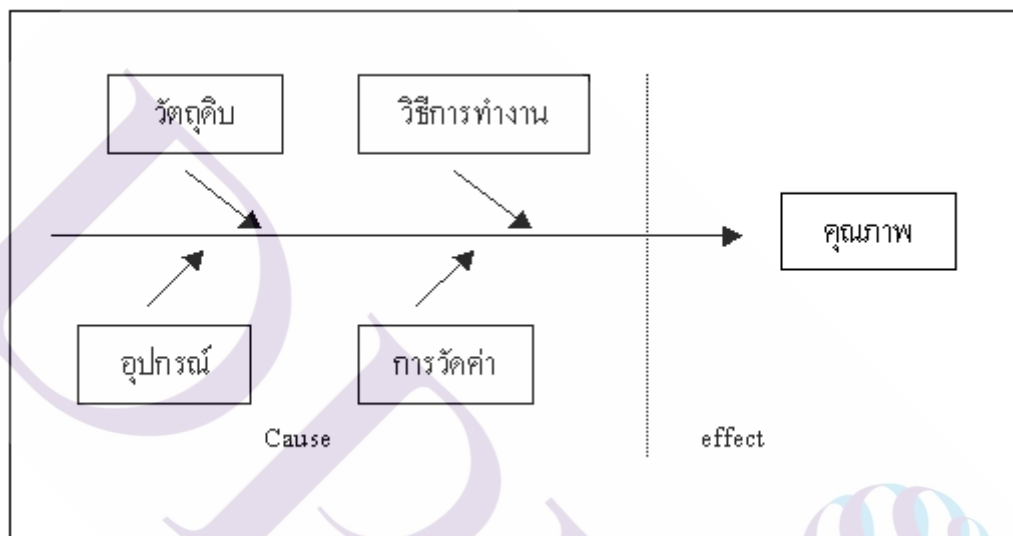 วัตถุดิบ
วิธีการทำงาน
คุณภาพ
อุปกรณ์
การวัดค่า
Cause
effect